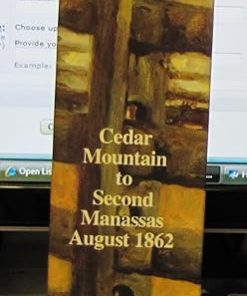 Choose up
Provide yo
Example:
Cedar
Mountain
to
Second
Manassas
August 1862
Open Lis